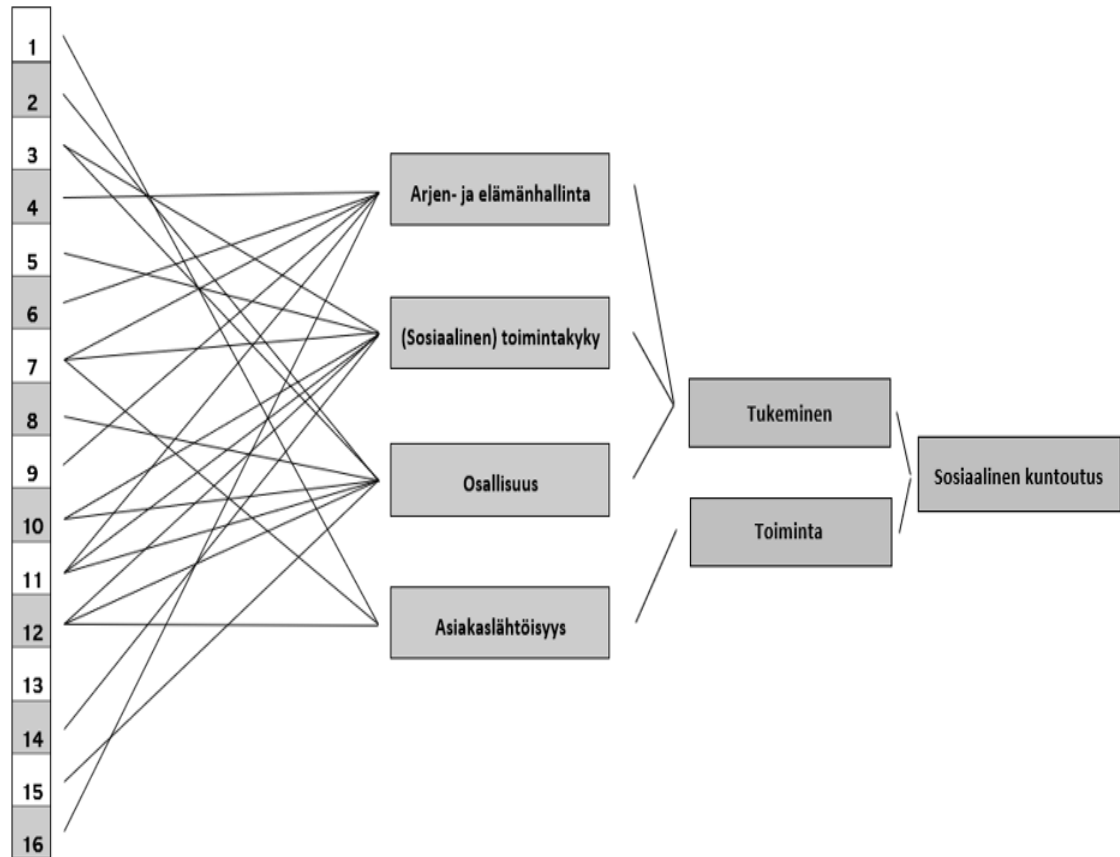 1
2
3
4
5
6
7
8
9
10
11
12
13
14
15
16
Arjen- ja elämänhallinta
(Sosiaalinen) toimintakyky
Osallisuus
Asiakaslähtöisyys
Tukeminen
Toiminta
Sosiaalinen kuntoutus